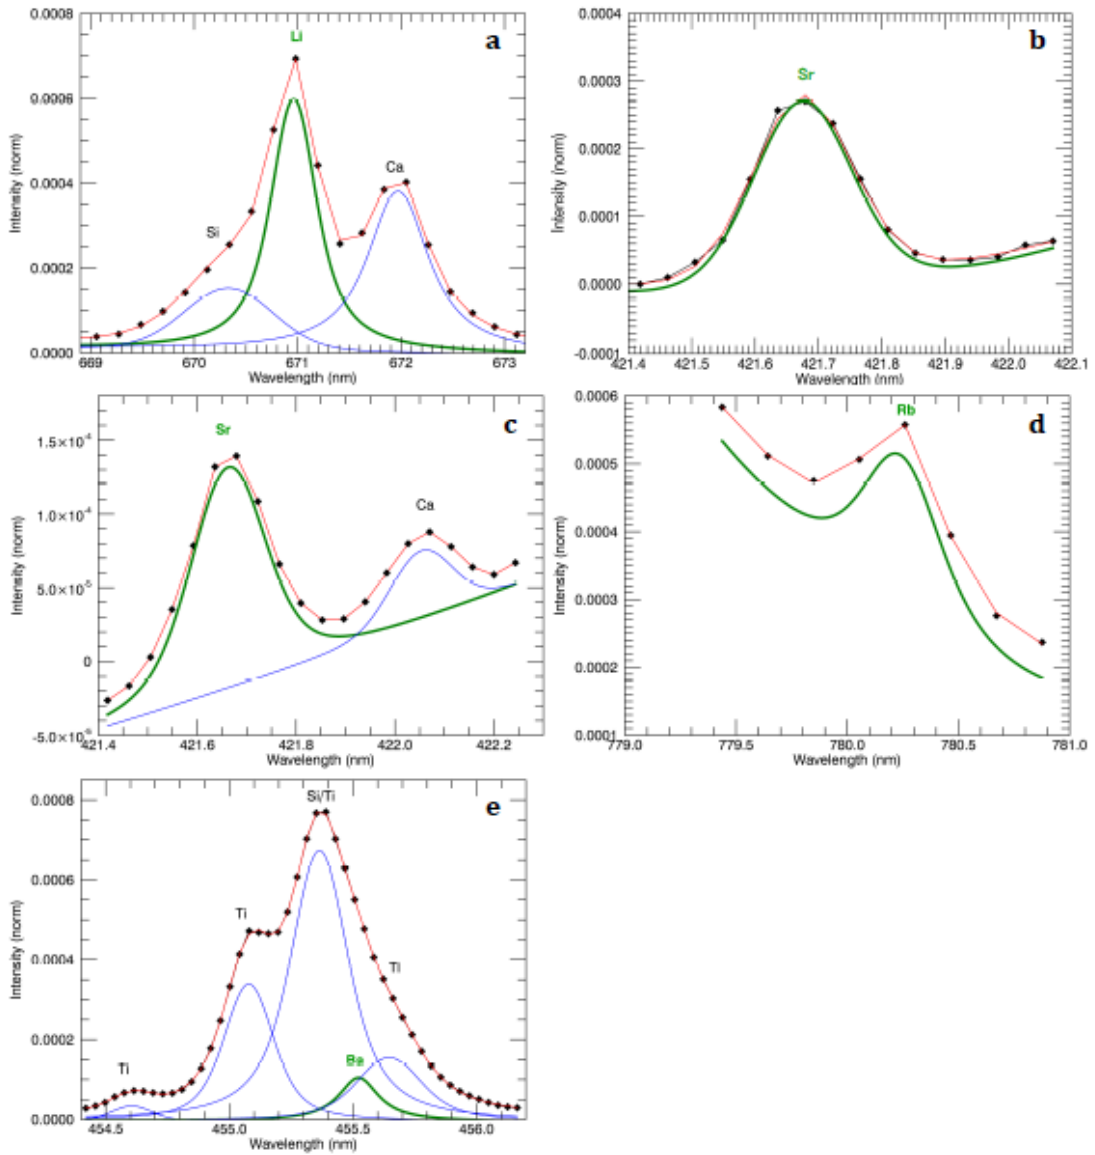 0.0008
Li
a
0.0006
Intensity (norm)
0.0004
Ca
Si
0.0002
0.0000
669 670 671 672 673
Wavelength (nm)
0.0004
b
Sr
0.0003
0.0002
Intensity (norm)
0.0001
0.0000
-0.0001
421.4 421.5 421.6 421.7 421.8 421.9 422.0 422.1
Wavelength (nm)
c
Sr
1.5×10⁻⁴
Ca
1.0×10⁻⁴
Intensity (norm)
5.0×10⁻⁵
0
-5.0×10⁻⁵
421.4 421.6 421.8 422.0 422.2
Wavelength (nm)
0.0006
Rb
d
0.0005
0.0004
Intensity (norm)
0.0003
0.0002
0.0001
779.0 779.5 780.0 780.5 781.0
Wavelength (nm)
0.0008
Si/Ti
e
0.0006
Ti
Intensity (norm)
0.0004
Ti
0.0002
Ti
Ba
0.0000
454.5 455.0 455.5 456.0
Wavelength (nm)